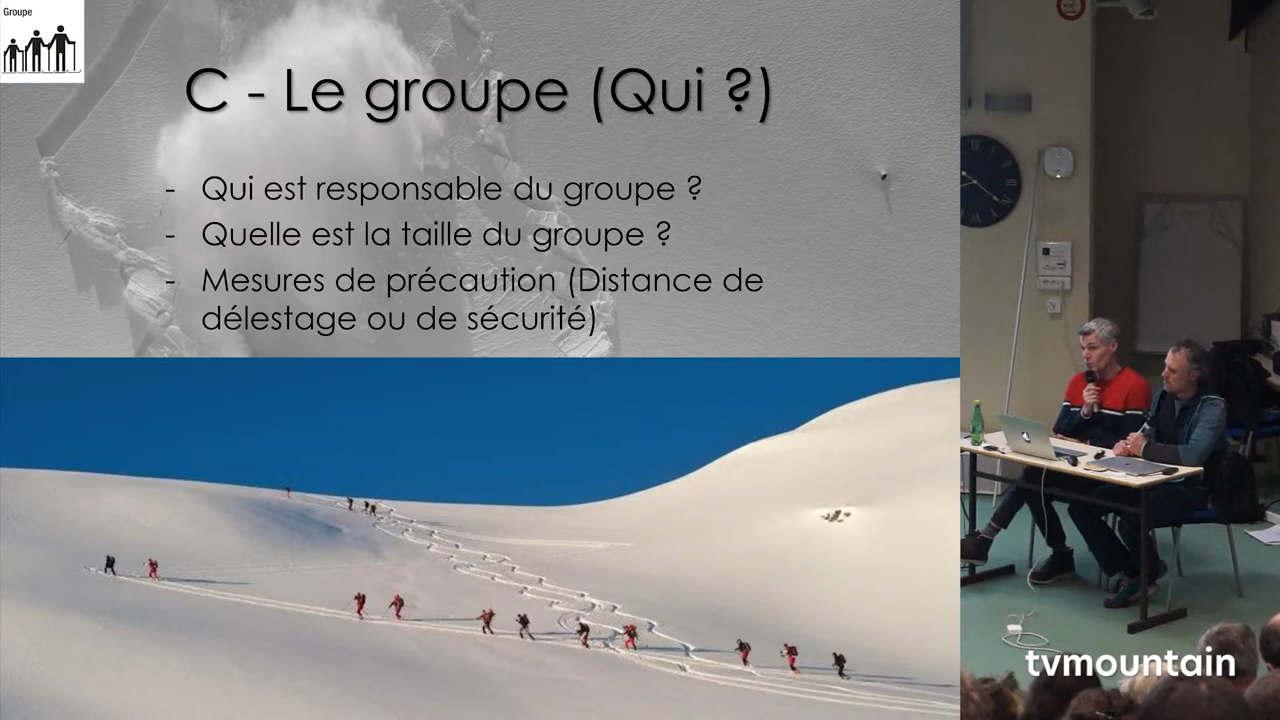 Groupe
C - Le groupe (Qui ?)
- Qui est responsable du groupe ?
- Quelle est la taille du groupe ?
- Mesures de précaution (Distance de
délestage ou de sécurité)
tvmountain